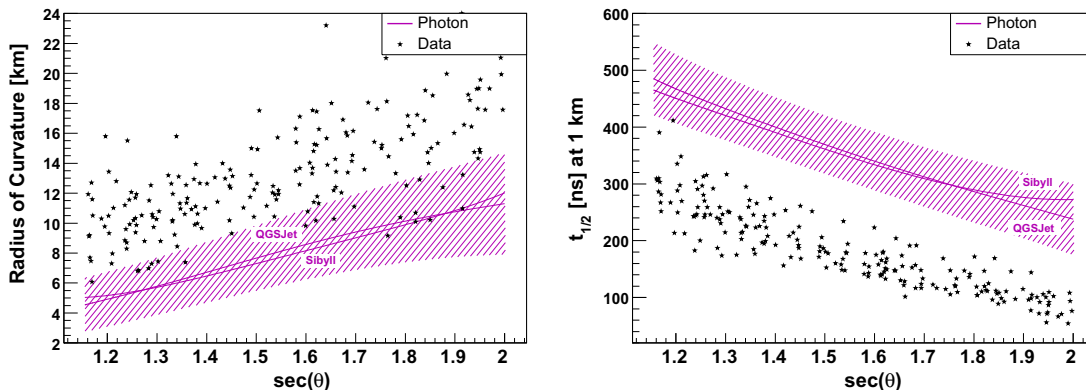 Radius of Curvature [km]
24
22
20
18
16
14
12
10
8
6
4
2
Photon
Data
QGSJet
Sibyll
1.2 1.3 1.4 1.5 1.6 1.7 1.8 1.9 2
sec(θ)
t1/2 [ns] at 1 km
600
500
400
300
200
100
Photon
Data
Sibyll
QGSJet
1.2 1.3 1.4 1.5 1.6 1.7 1.8 1.9 2
sec(θ)